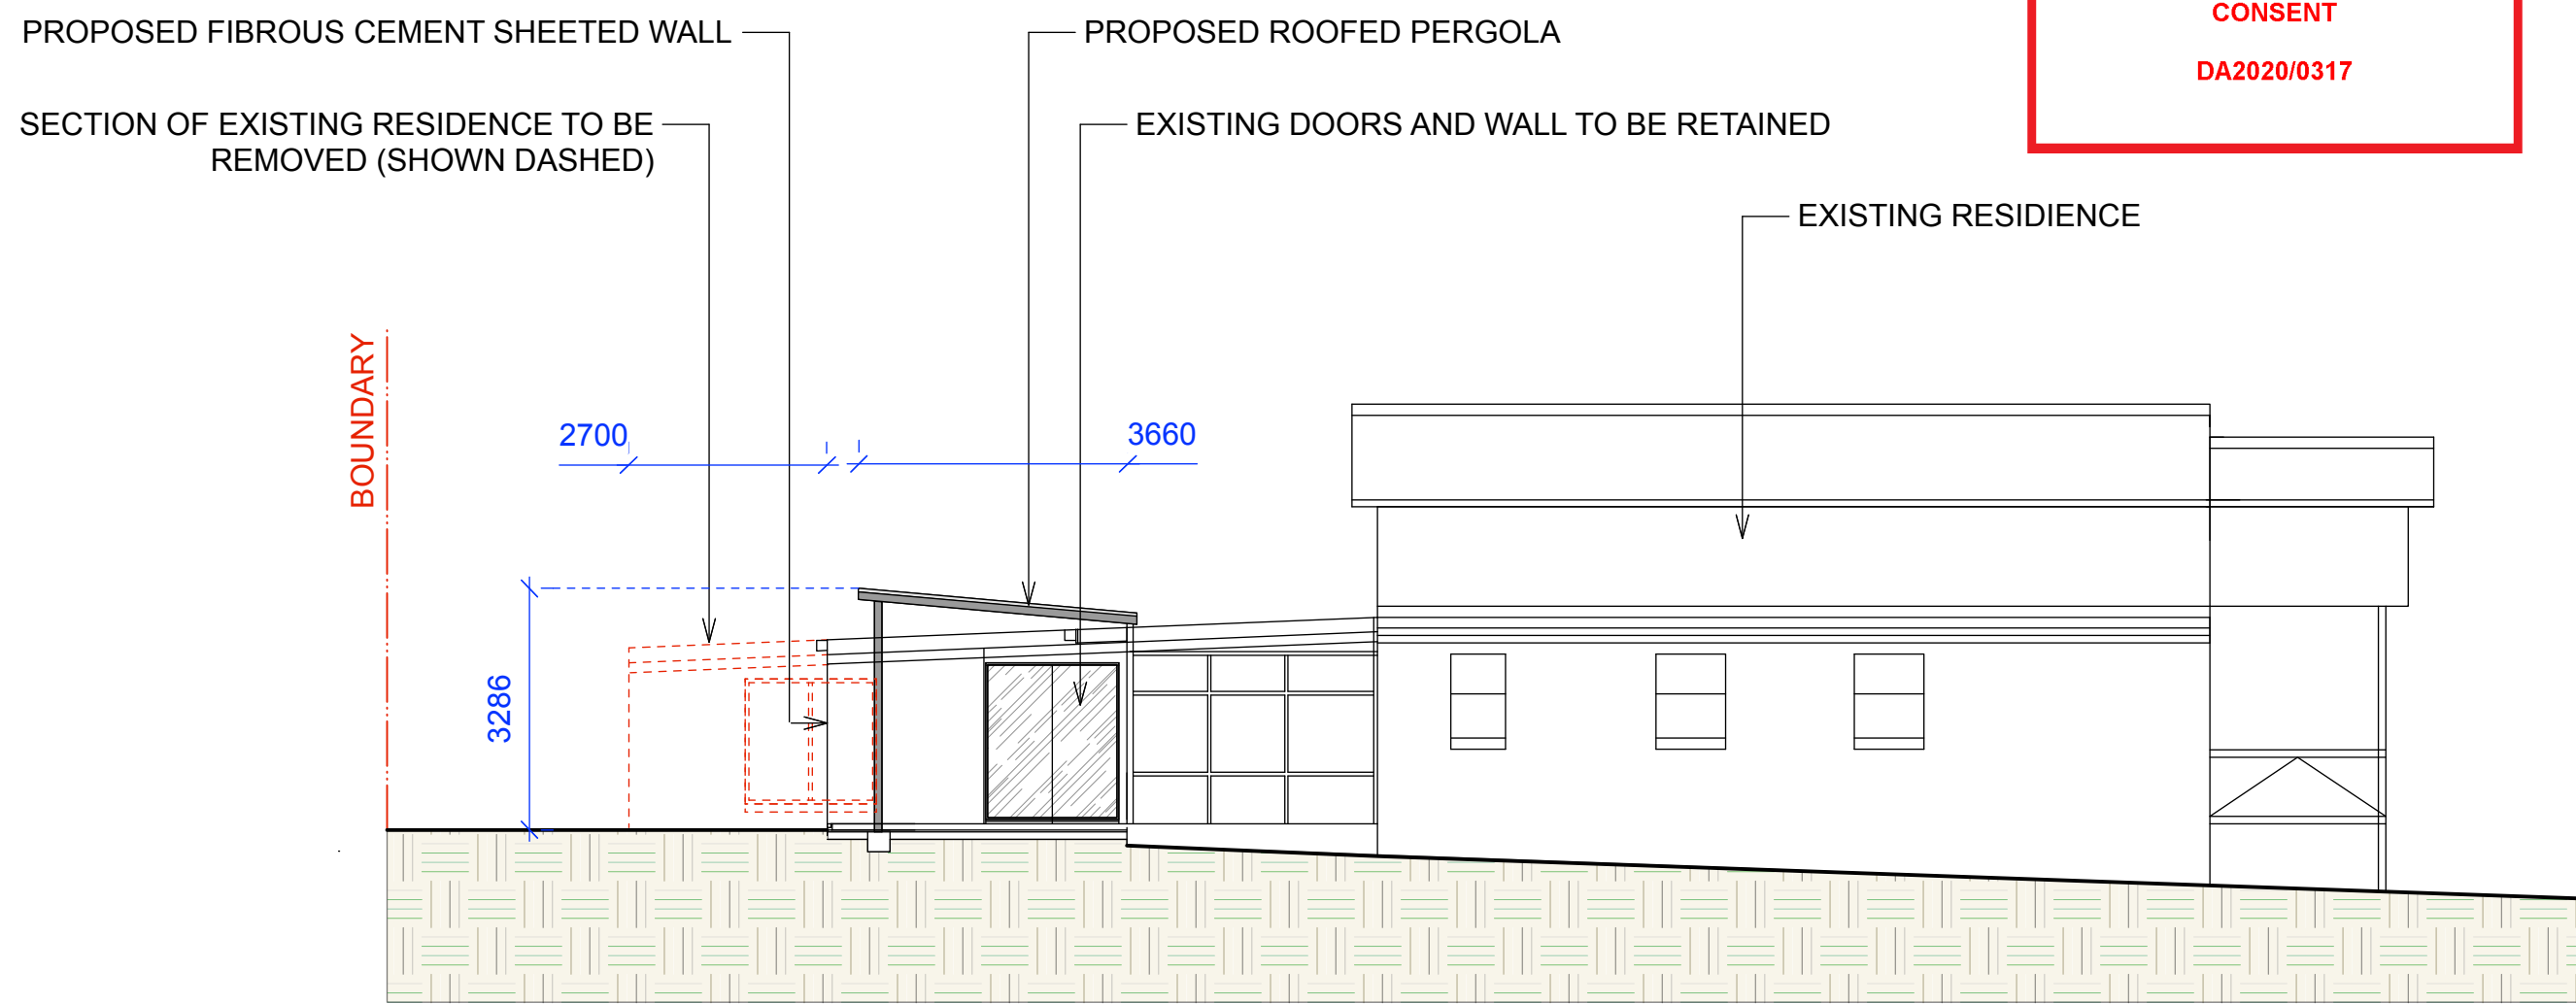 PROPOSED FIBROUS CEMENT SHEETED WALL
PROPOSED ROOFED PERGOLA
CONSENT
DA2020/0317
SECTION OF EXISTING RESIDENCE TO BE
REMOVED (SHOWN DASHED)
EXISTING DOORS AND WALL TO BE RETAINED
EXISTING RESIDIENCE
BOUNDARY
2700
3660
3286